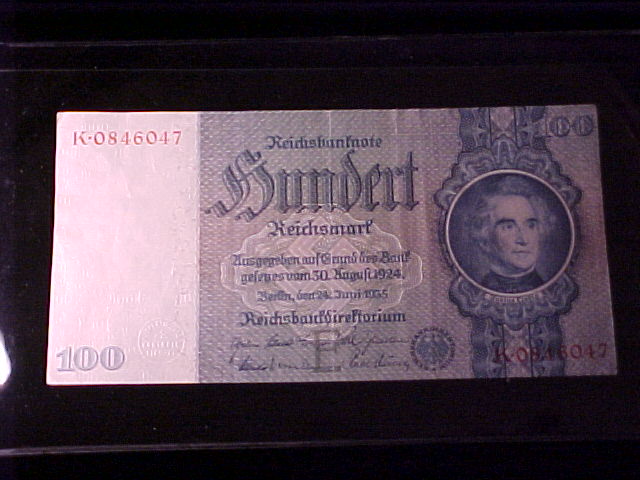 K·0846047
100
Reichsbanknote
Hundert
Reichsmark
Ausgegeben auf Grund des Bank
gesetzes vom 30. August 1924
Berlin, den 24. Juni 1935
Reichsbankdirektorium
E
100
K·0846047